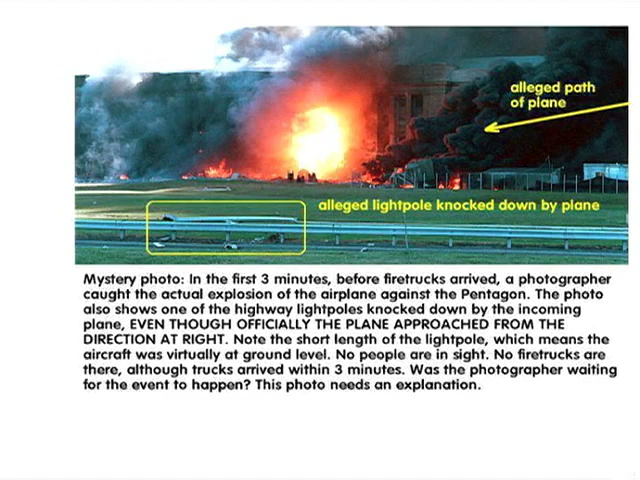 alleged path
of plane
alleged lightpole knocked down by plane
Mystery photo: In the first 3 minutes, before firetrucks arrived, a photographer
caught the actual explosion of the airplane against the Pentagon. The photo
also shows one of the highway lightpoles knocked down by the incoming
plane, EVEN THOUGH OFFICIALLY THE PLANE APPROACHED FROM THE
DIRECTION AT RIGHT. Note the short length of the lightpole, which means the
aircraft was virtually at ground level. No people are in sight. No firetrucks are
there, although trucks arrived within 3 minutes. Was the photographer waiting
for the event to happen? This photo needs an explanation.